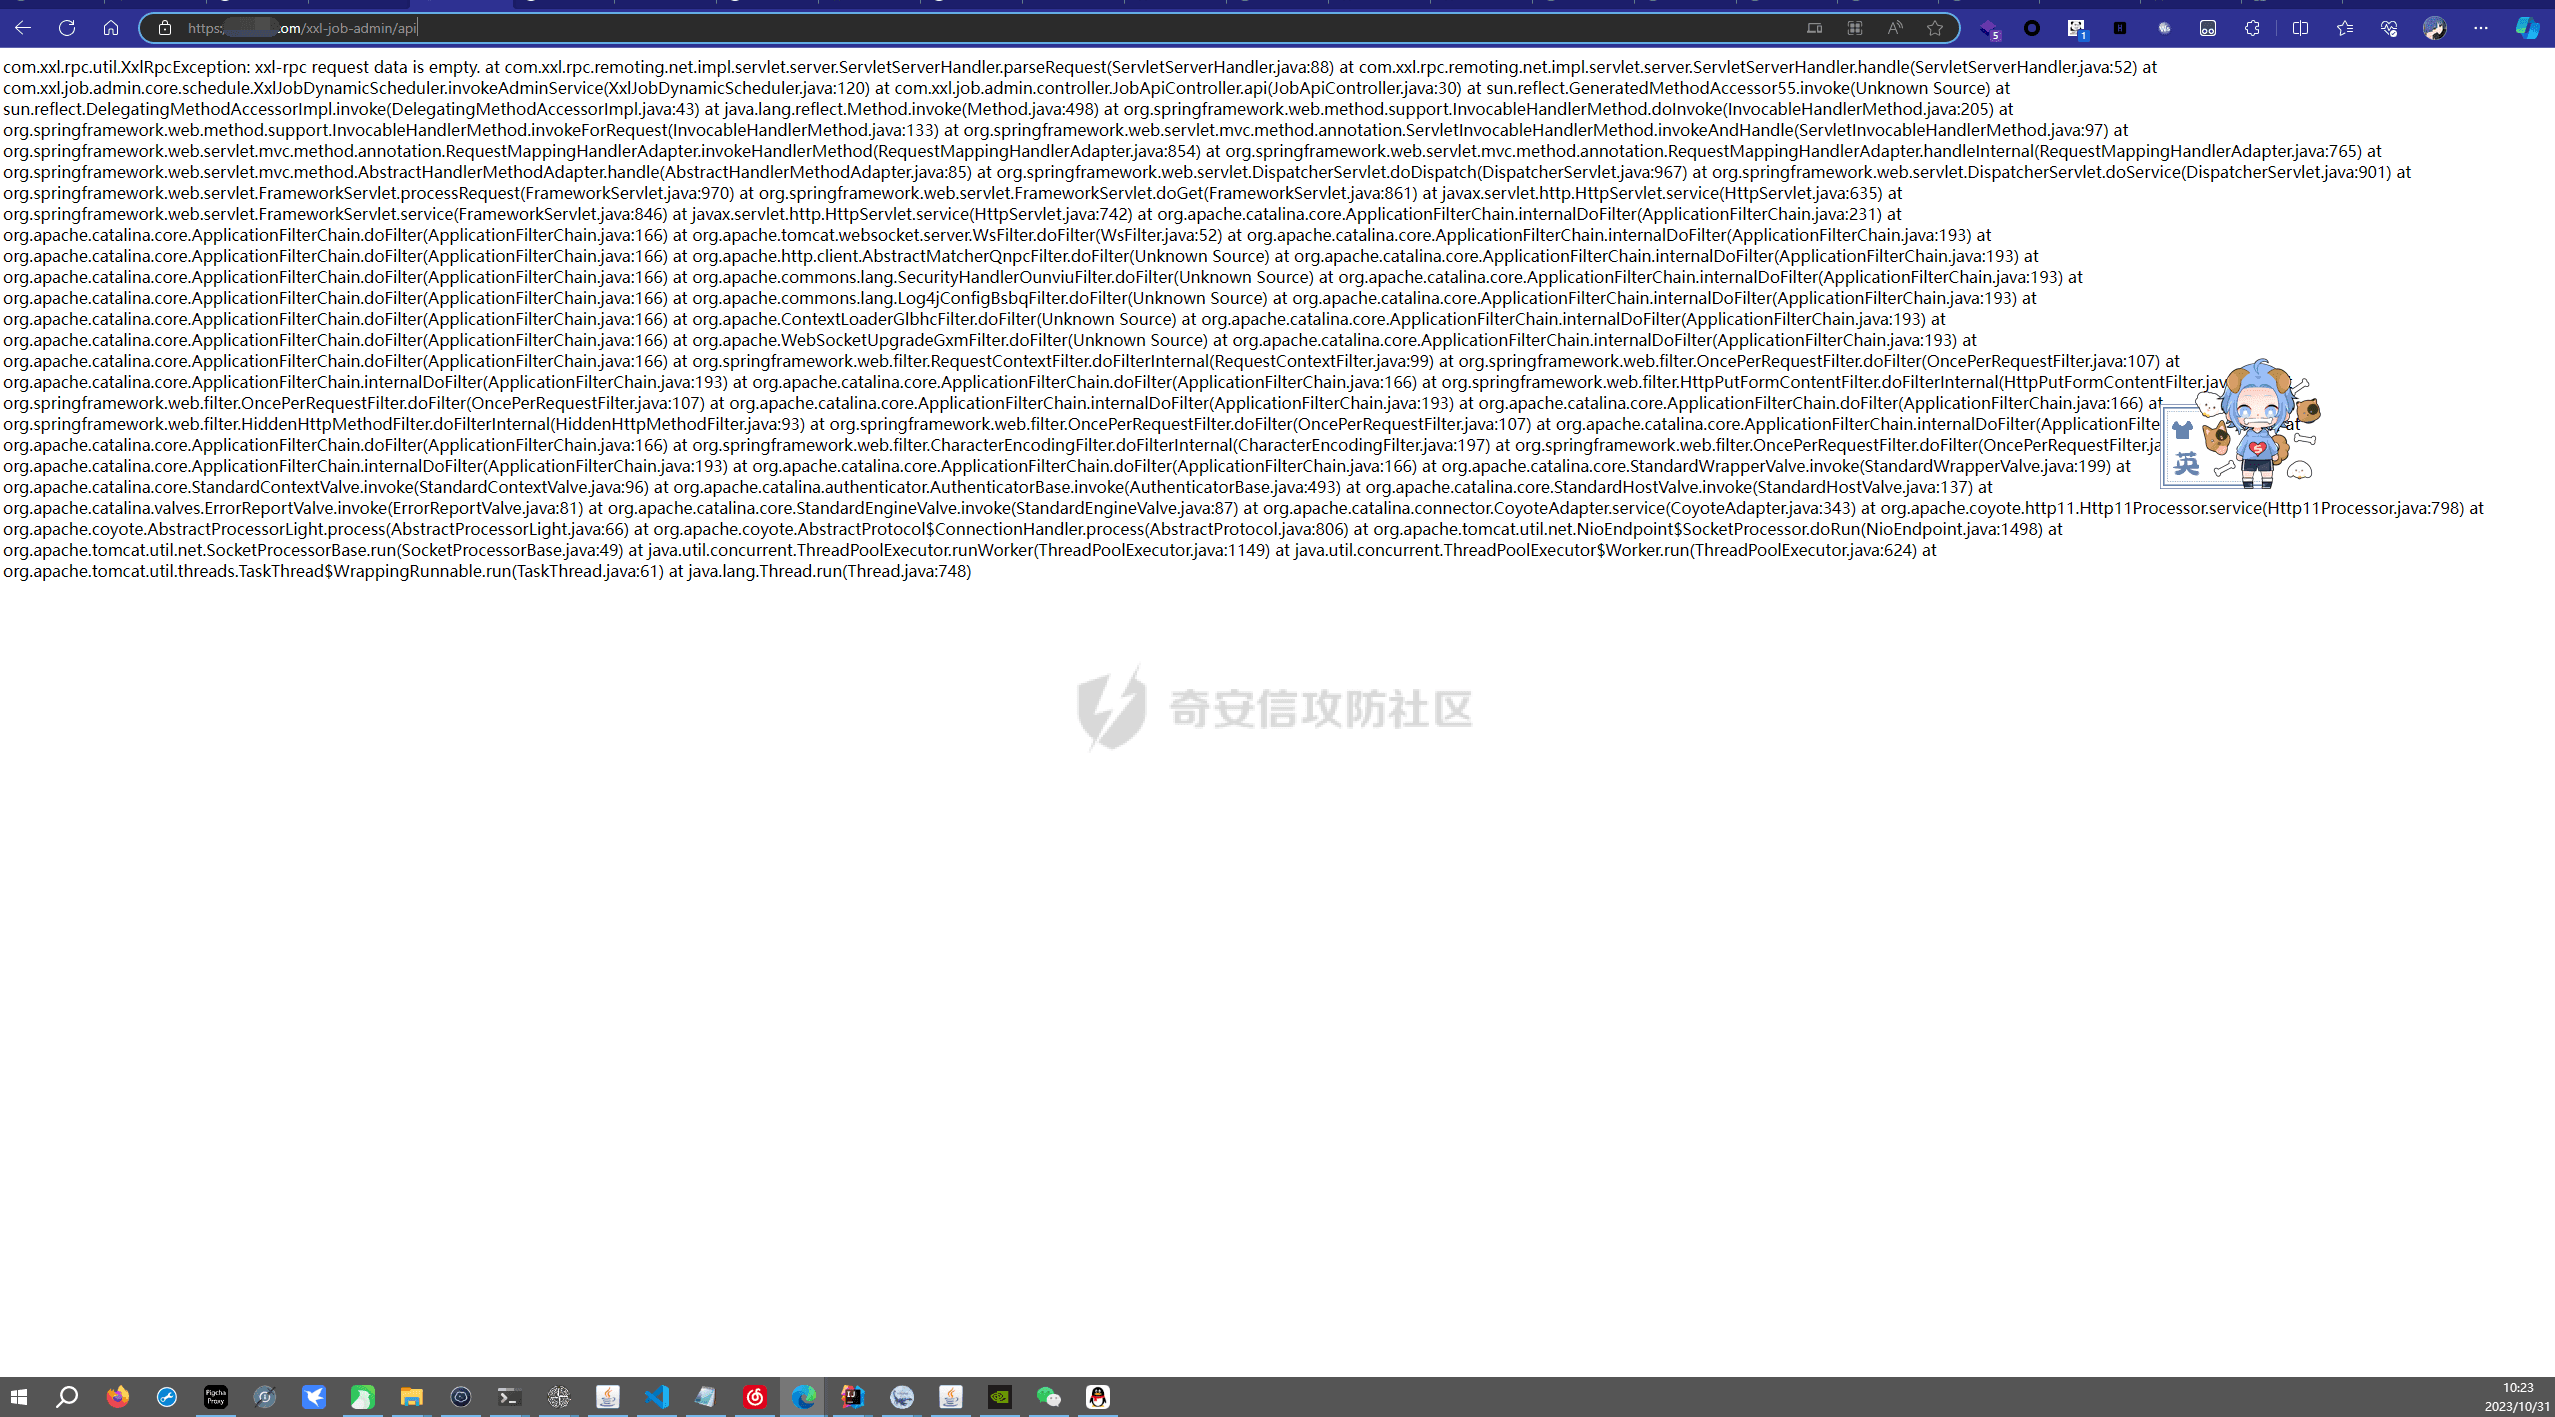 https:/ .com/xxl-job-admin/api
com.xxl.rpc.util.XxlRpcException: xxl-rpc request data is empty. at com.xxl.rpc.remoting.net.impl.servlet.server.ServletServerHandler.parseRequest(ServletServerHandler.java:88) at com.xxl.rpc.remoting.net.impl.servlet.server.ServletServerHandler.handle(ServletServerHandler.java:52) at
com.xxl.job.admin.core.schedule.XxlJobDynamicScheduler.invokeAdminService(XxlJobDynamicScheduler.java:120) at com.xxl.job.admin.controller.JobApiController.api(JobApiController.java:30) at sun.reflect.GeneratedMethodAccessor55.invoke(Unknown Source) at
sun.reflect.DelegatingMethodAccessorImpl.invoke(DelegatingMethodAccessorImpl.java:43) at java.lang.reflect.Method.invoke(Method.java:498) at org.springframework.web.method.support.InvocableHandlerMethod.doInvoke(InvocableHandlerMethod.java:205) at
org.springframework.web.method.support.InvocableHandlerMethod.invokeForRequest(InvocableHandlerMethod.java:133) at org.springframework.web.servlet.mvc.method.annotation.ServletInvocableHandlerMethod.invokeAndHandle(ServletInvocableHandlerMethod.java:97) at
org.springframework.web.servlet.mvc.method.annotation.RequestMappingHandlerAdapter.invokeHandlerMethod(RequestMappingHandlerAdapter.java:854) at org.springframework.web.servlet.mvc.method.annotation.RequestMappingHandlerAdapter.handleInternal(RequestMappingHandlerAdapter.java:765) at
org.springframework.web.servlet.mvc.method.AbstractHandlerMethodAdapter.handle(AbstractHandlerMethodAdapter.java:85) at org.springframework.web.servlet.DispatcherServlet.doDispatch(DispatcherServlet.java:967) at org.springframework.web.servlet.DispatcherServlet.doService(DispatcherServlet.java:901) at
org.springframework.web.servlet.FrameworkServlet.processRequest(FrameworkServlet.java:970) at org.springframework.web.servlet.FrameworkServlet.doGet(FrameworkServlet.java:861) at javax.servlet.http.HttpServlet.service(HttpServlet.java:635) at
org.springframework.web.servlet.FrameworkServlet.service(FrameworkServlet.java:846) at javax.servlet.http.HttpServlet.service(HttpServlet.java:742) at org.apache.catalina.core.ApplicationFilterChain.internalDoFilter(ApplicationFilterChain.java:231) at
org.apache.catalina.core.ApplicationFilterChain.doFilter(ApplicationFilterChain.java:166) at org.apache.tomcat.websocket.server.WsFilter.doFilter(WsFilter.java:52) at org.apache.catalina.core.ApplicationFilterChain.internalDoFilter(ApplicationFilterChain.java:193) at
org.apache.catalina.core.ApplicationFilterChain.doFilter(ApplicationFilterChain.java:166) at org.apache.http.client.AbstractMatcherQnpcFilter.doFilter(Unknown Source) at org.apache.catalina.core.ApplicationFilterChain.internalDoFilter(ApplicationFilterChain.java:193) at
org.apache.catalina.core.ApplicationFilterChain.doFilter(ApplicationFilterChain.java:166) at org.apache.commons.lang.SecurityHandlerOunviuFilter.doFilter(Unknown Source) at org.apache.catalina.core.ApplicationFilterChain.internalDoFilter(ApplicationFilterChain.java:193) at
org.apache.catalina.core.ApplicationFilterChain.doFilter(ApplicationFilterChain.java:166) at org.apache.commons.lang.Log4jConfigBsbqFilter.doFilter(Unknown Source) at org.apache.catalina.core.ApplicationFilterChain.internalDoFilter(ApplicationFilterChain.java:193) at
org.apache.catalina.core.ApplicationFilterChain.doFilter(ApplicationFilterChain.java:166) at org.apache.ContextLoaderGlbhcFilter.doFilter(Unknown Source) at org.apache.catalina.core.ApplicationFilterChain.internalDoFilter(ApplicationFilterChain.java:193) at
org.apache.catalina.core.ApplicationFilterChain.doFilter(ApplicationFilterChain.java:166) at org.apache.WebSocketUpgradeGxmFilter.doFilter(Unknown Source) at org.apache.catalina.core.ApplicationFilterChain.internalDoFilter(ApplicationFilterChain.java:193) at
org.apache.catalina.core.ApplicationFilterChain.doFilter(ApplicationFilterChain.java:166) at org.springframework.web.filter.RequestContextFilter.doFilterInternal(RequestContextFilter.java:99) at org.springframework.web.filter.OncePerRequestFilter.doFilter(OncePerRequestFilter.java:107) at
org.apache.catalina.core.ApplicationFilterChain.internalDoFilter(ApplicationFilterChain.java:193) at org.apache.catalina.core.ApplicationFilterChain.doFilter(ApplicationFilterChain.java:166) at org.springframework.web.filter.HttpPutFormContentFilter.doFilterInternal(HttpPutFormContentFilter.jav
org.springframework.web.filter.OncePerRequestFilter.doFilter(OncePerRequestFilter.java:107) at org.apache.catalina.core.ApplicationFilterChain.internalDoFilter(ApplicationFilterChain.java:193) at org.apache.catalina.core.ApplicationFilterChain.doFilter(ApplicationFilterChain.java:166) at
org.springframework.web.filter.HiddenHttpMethodFilter.doFilterInternal(HiddenHttpMethodFilter.java:93) at org.springframework.web.filter.OncePerRequestFilter.doFilter(OncePerRequestFilter.java:107) at org.apache.catalina.core.ApplicationFilterChain.internalDoFilter(ApplicationFilte at
org.apache.catalina.core.ApplicationFilterChain.doFilter(ApplicationFilterChain.java:166) at org.springframework.web.filter.CharacterEncodingFilter.doFilterInternal(CharacterEncodingFilter.java:197) at org.springframework.web.filter.OncePerRequestFilter.doFilter(OncePerRequestFilter.ja
org.apache.catalina.core.ApplicationFilterChain.internalDoFilter(ApplicationFilterChain.java:193) at org.apache.catalina.core.ApplicationFilterChain.doFilter(ApplicationFilterChain.java:166) at org.apache.catalina.core.StandardWrapperValve.invoke(StandardWrapperValve.java:199) at
英
org.apache.catalina.core.StandardContextValve.invoke(StandardContextValve.java:96) at org.apache.catalina.authenticator.AuthenticatorBase.invoke(AuthenticatorBase.java:493) at org.apache.catalina.core.StandardHostValve.invoke(StandardHostValve.java:137) at
org.apache.catalina.valves.ErrorReportValve.invoke(ErrorReportValve.java:81) at org.apache.catalina.core.StandardEngineValve.invoke(StandardEngineValve.java:87) at org.apache.catalina.connector.CoyoteAdapter.service(CoyoteAdapter.java:343) at org.apache.coyote.http11.Http11Processor.service(Http11Processor.java:798) at
org.apache.coyote.AbstractProcessorLight.process(AbstractProcessorLight.java:66) at org.apache.coyote.AbstractProtocol$ConnectionHandler.process(AbstractProtocol.java:806) at org.apache.tomcat.util.net.NioEndpoint$SocketProcessor.doRun(NioEndpoint.java:1498) at
org.apache.tomcat.util.net.SocketProcessorBase.run(SocketProcessorBase.java:49) at java.util.concurrent.ThreadPoolExecutor.runWorker(ThreadPoolExecutor.java:1149) at java.util.concurrent.ThreadPoolExecutor$Worker.run(ThreadPoolExecutor.java:624) at
org.apache.tomcat.util.threads.TaskThread$WrappingRunnable.run(TaskThread.java:61) at java.lang.Thread.run(Thread.java:748)
奇安信攻防社区
Figcha
Proxy
10:23
2023/10/31